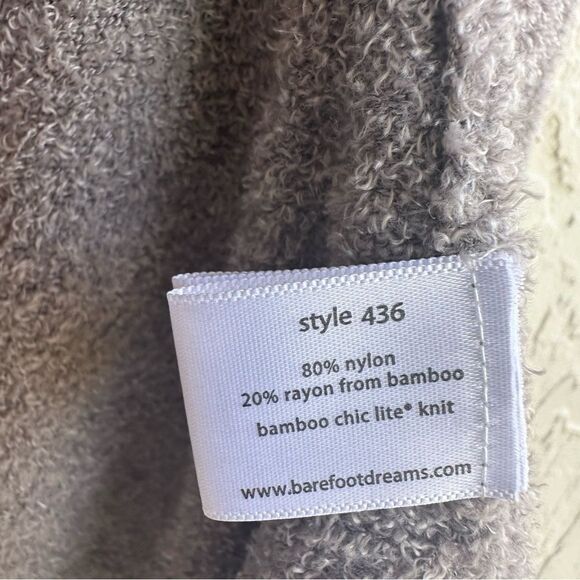 style 436
80% nylon
20% rayon from bamboo
bamboo chic lite® knit
www.barefootdreams.com